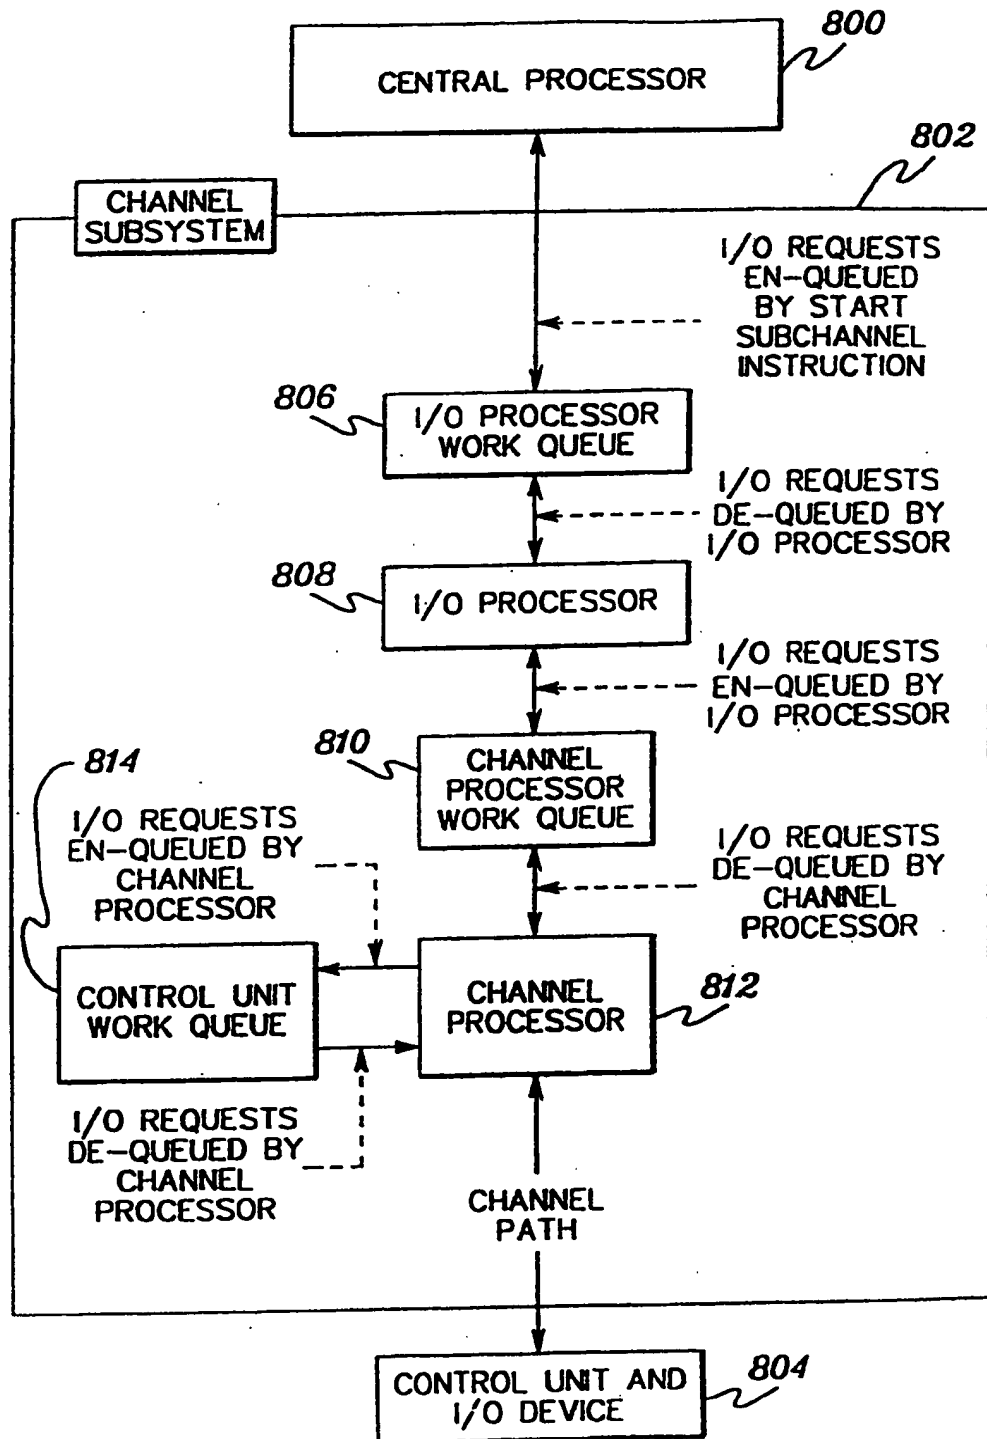 800
CENTRAL PROCESSOR
802
CHANNEL
SUBSYSTEM
I/O REQUESTS
EN-QUEUED
BY START
SUBCHANNEL
INSTRUCTION
806
I/O PROCESSOR
WORK QUEUE
I/O REQUESTS
DE-QUEUED BY
I/O PROCESSOR
808
I/O PROCESSOR
I/O REQUESTS
EN-QUEUED BY
I/O PROCESSOR
810
CHANNEL
PROCESSOR
WORK QUEUE
814
I/O REQUESTS
EN-QUEUED BY
CHANNEL
PROCESSOR
I/O REQUESTS
DE-QUEUED BY
CHANNEL
PROCESSOR
CONTROL UNIT
WORK QUEUE
CHANNEL
PROCESSOR
812
I/O REQUESTS
DE-QUEUED BY
CHANNEL
PROCESSOR
CHANNEL
PATH
CONTROL UNIT AND
I/O DEVICE
804